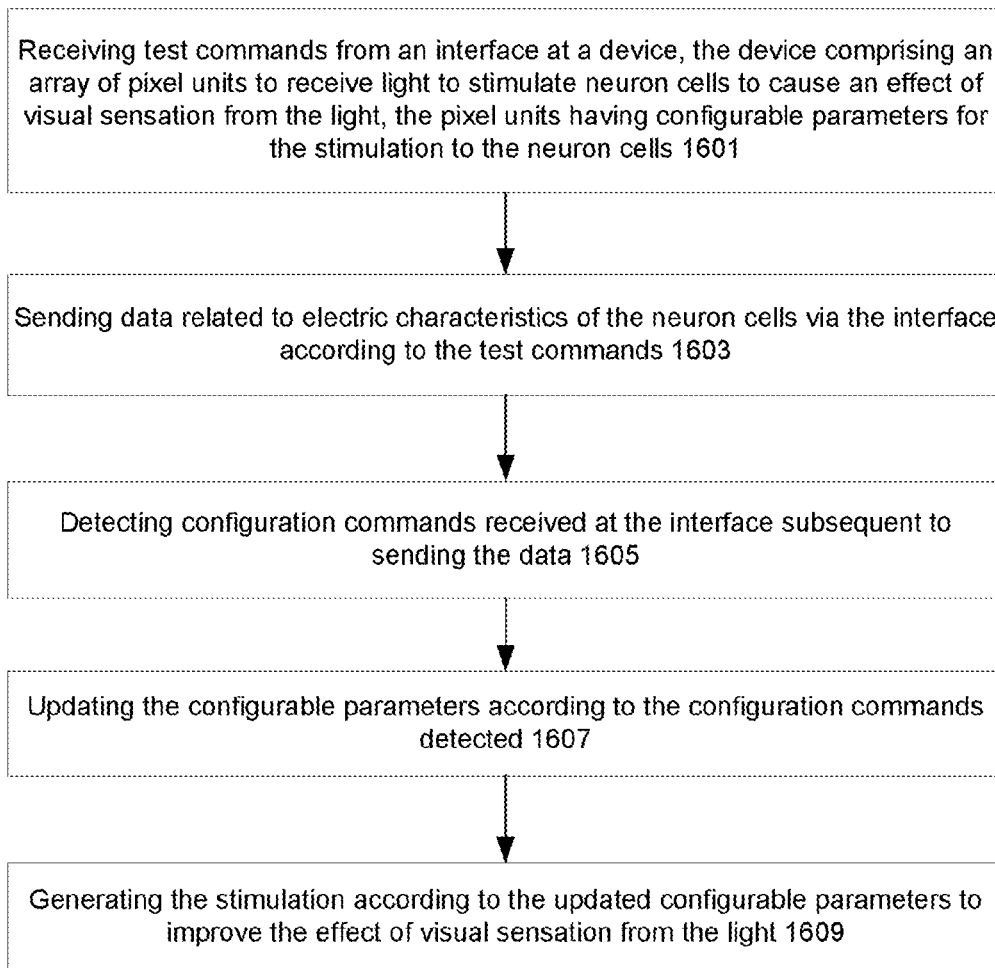 Receiving test commands from an interface at a device, the device comprising an
array of pixel units to receive light to stimulate neuron cells to cause an effect of
visual sensation from the light, the pixel units having configurable parameters for
the stimulation to the neuron cells 1601
Sending data related to electric characteristics of the neuron cells via the interface
according to the test commands 1603
Detecting configuration commands received at the interface subsequent to
sending the data 1605
Updating the configurable parameters according to the configuration commands
detected 1607
Generating the stimulation according to the updated configurable parameters to
improve the effect of visual sensation from the light 1609